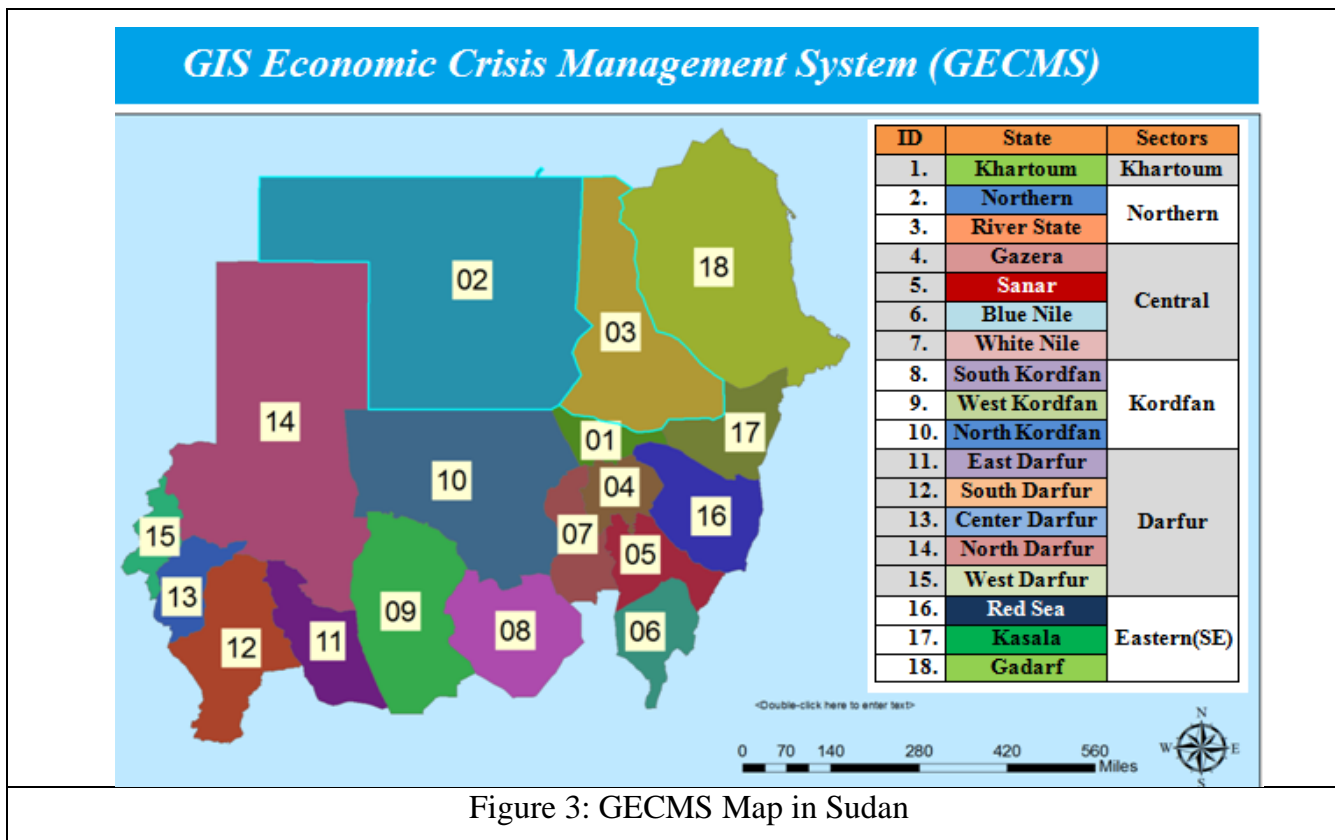 GIS Economic Crisis Management System (GECMS)
ID State Sectors
1. Khartoum Khartoum
2. Northern Northern
3. River State
4. Gazera Central
5. Sanar
6. Blue Nile
7. White Nile
8. South Kordfan Kordfan
9. West Kordfan
10. North Kordfan
11. East Darfur Darfur
12. South Darfur
13. Center Darfur
14. North Darfur
15. West Darfur
16. Red Sea Eastern(SE)
17. Kasala
18. Gadarf
18
02
03
14
01
17
10
04
16
07
15
05
13
09
08
06
11
12
<Double-click here to enter text>
N
W E
S
0 70 140 280 420 560
Miles
Figure 3: GECMS Map in Sudan